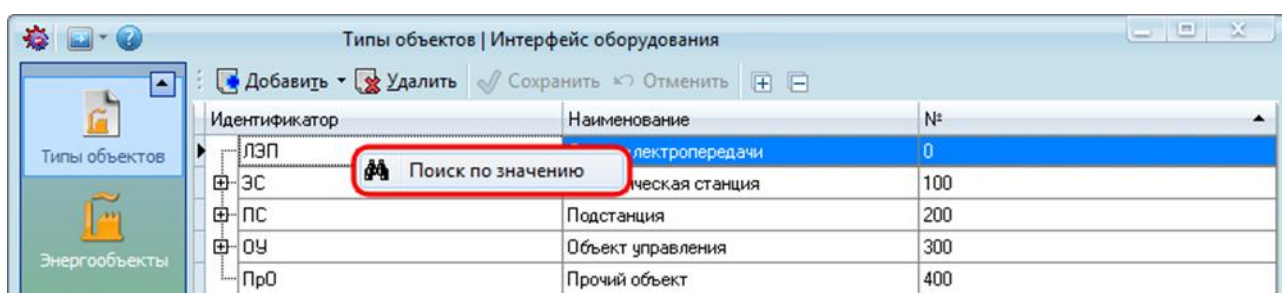 Типы объектов | Интерфейс оборудования
Добавить Удалить Сохранить Отменить
Идентификатор Наименование №
Типы объектов
ЛЭП электропередачи 0
Поиск по значению
ЭС станция 100
ПС Подстанция 200
ОУ Объект управления 300
Энергообъекты
ПрО Прочий объект 400